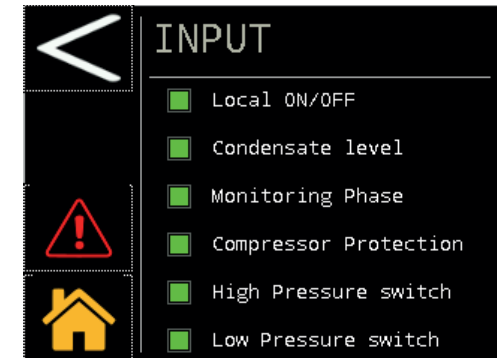 INPUT
Local ON/OFF
Condensate level
Monitoring Phase
Compressor Protection
High Pressure switch
Low Pressure switch